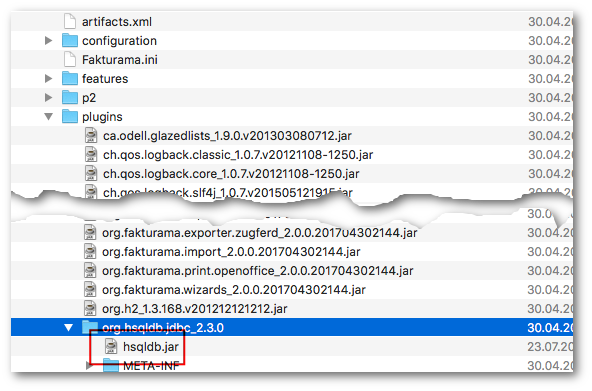 artifacts.xml 30.04.20
configuration 30.04.20
Fakturama.ini 30.04.20
features 30.04.20
p2 30.04.20
plugins 30.04.20
ca.odell.glazedlists_1.9.0.v201303080712.jar 30.04.20
ch.qos.logback.classic_1.0.7.v20121108-1250.jar 30.04.20
ch.qos.logback.core_1.0.7.v20121108-1250.jar 30.04.20
ch.qos.logback.slf4j_1.0.7.v201505121915.jar 30.04.20
30.04.20
org.fakturama.exporter.zugferd_2.0.0.201704302144.jar 30.04.20
org.fakturama.import_2.0.0.201704302144.jar 30.04.20
org.fakturama.print.openoffice_2.0.0.201704302144.jar 30.04.20
org.fakturama.wizards_2.0.0.201704302144.jar 30.04.20
org.h2_1.3.168.v201212121212.jar 30.04.20
org.hsqldb.jdbc_2.3.0 30.04.20
hsqldb.jar 23.07.20
META-INF 30.04.20